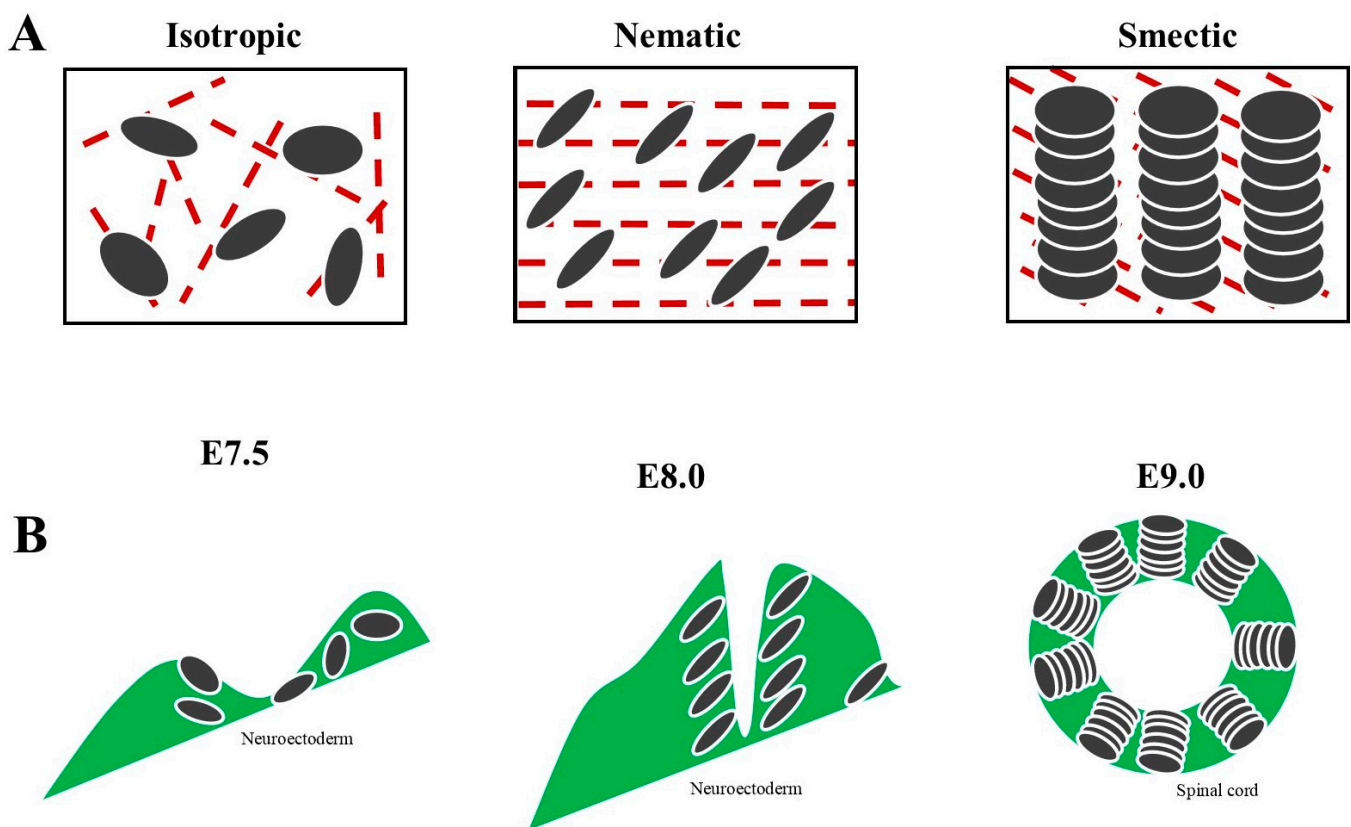 A
Isotropic
Nematic
Smectic
E7.5
E8.0
E9.0
B
Neuroectoderm
Neuroectoderm
Spinal cord